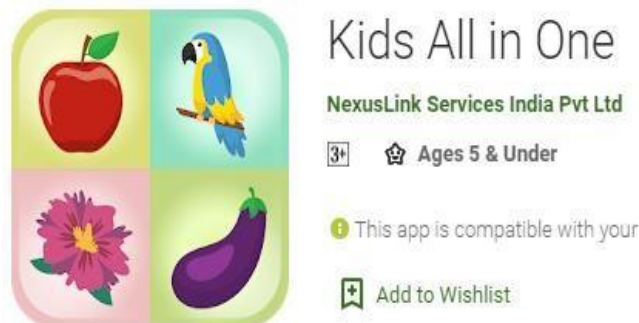 Kids All in One
NexusLink Services India Pvt Ltd
3+ Ages 5 & Under
This app is compatible with your
Add to Wishlist